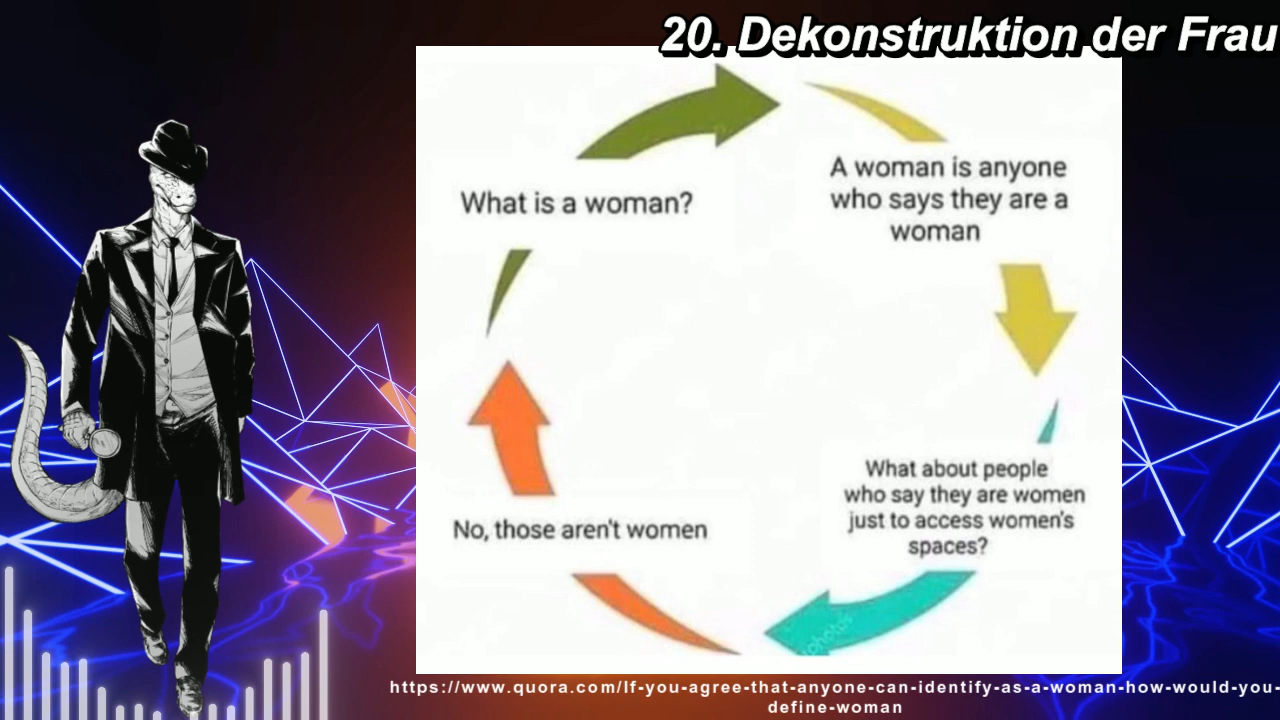 20. Dekonstruktion der Frau
What is a woman?
A woman is anyone
who says they are a
woman
What about people
who say they are women
just to access women's
spaces?
No, those aren't women
photos
https://www.quora.com/If-you-agree-that-anyone-can-identify-as-a-woman-how-would-you-
define-woman